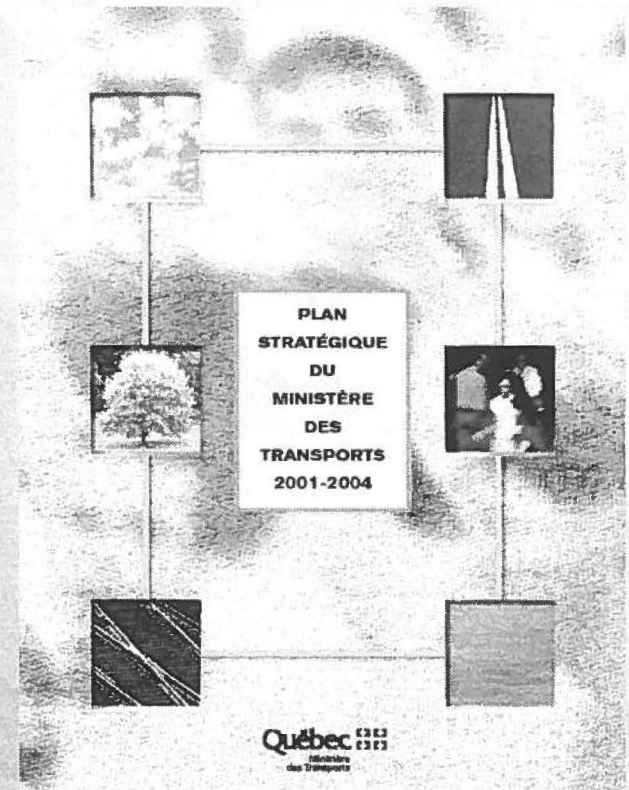 PLAN
STRATÉGIQUE
DU
MINISTÈRE
DES
TRANSPORTS
2001-2004
Québec
Ministère
des Transports